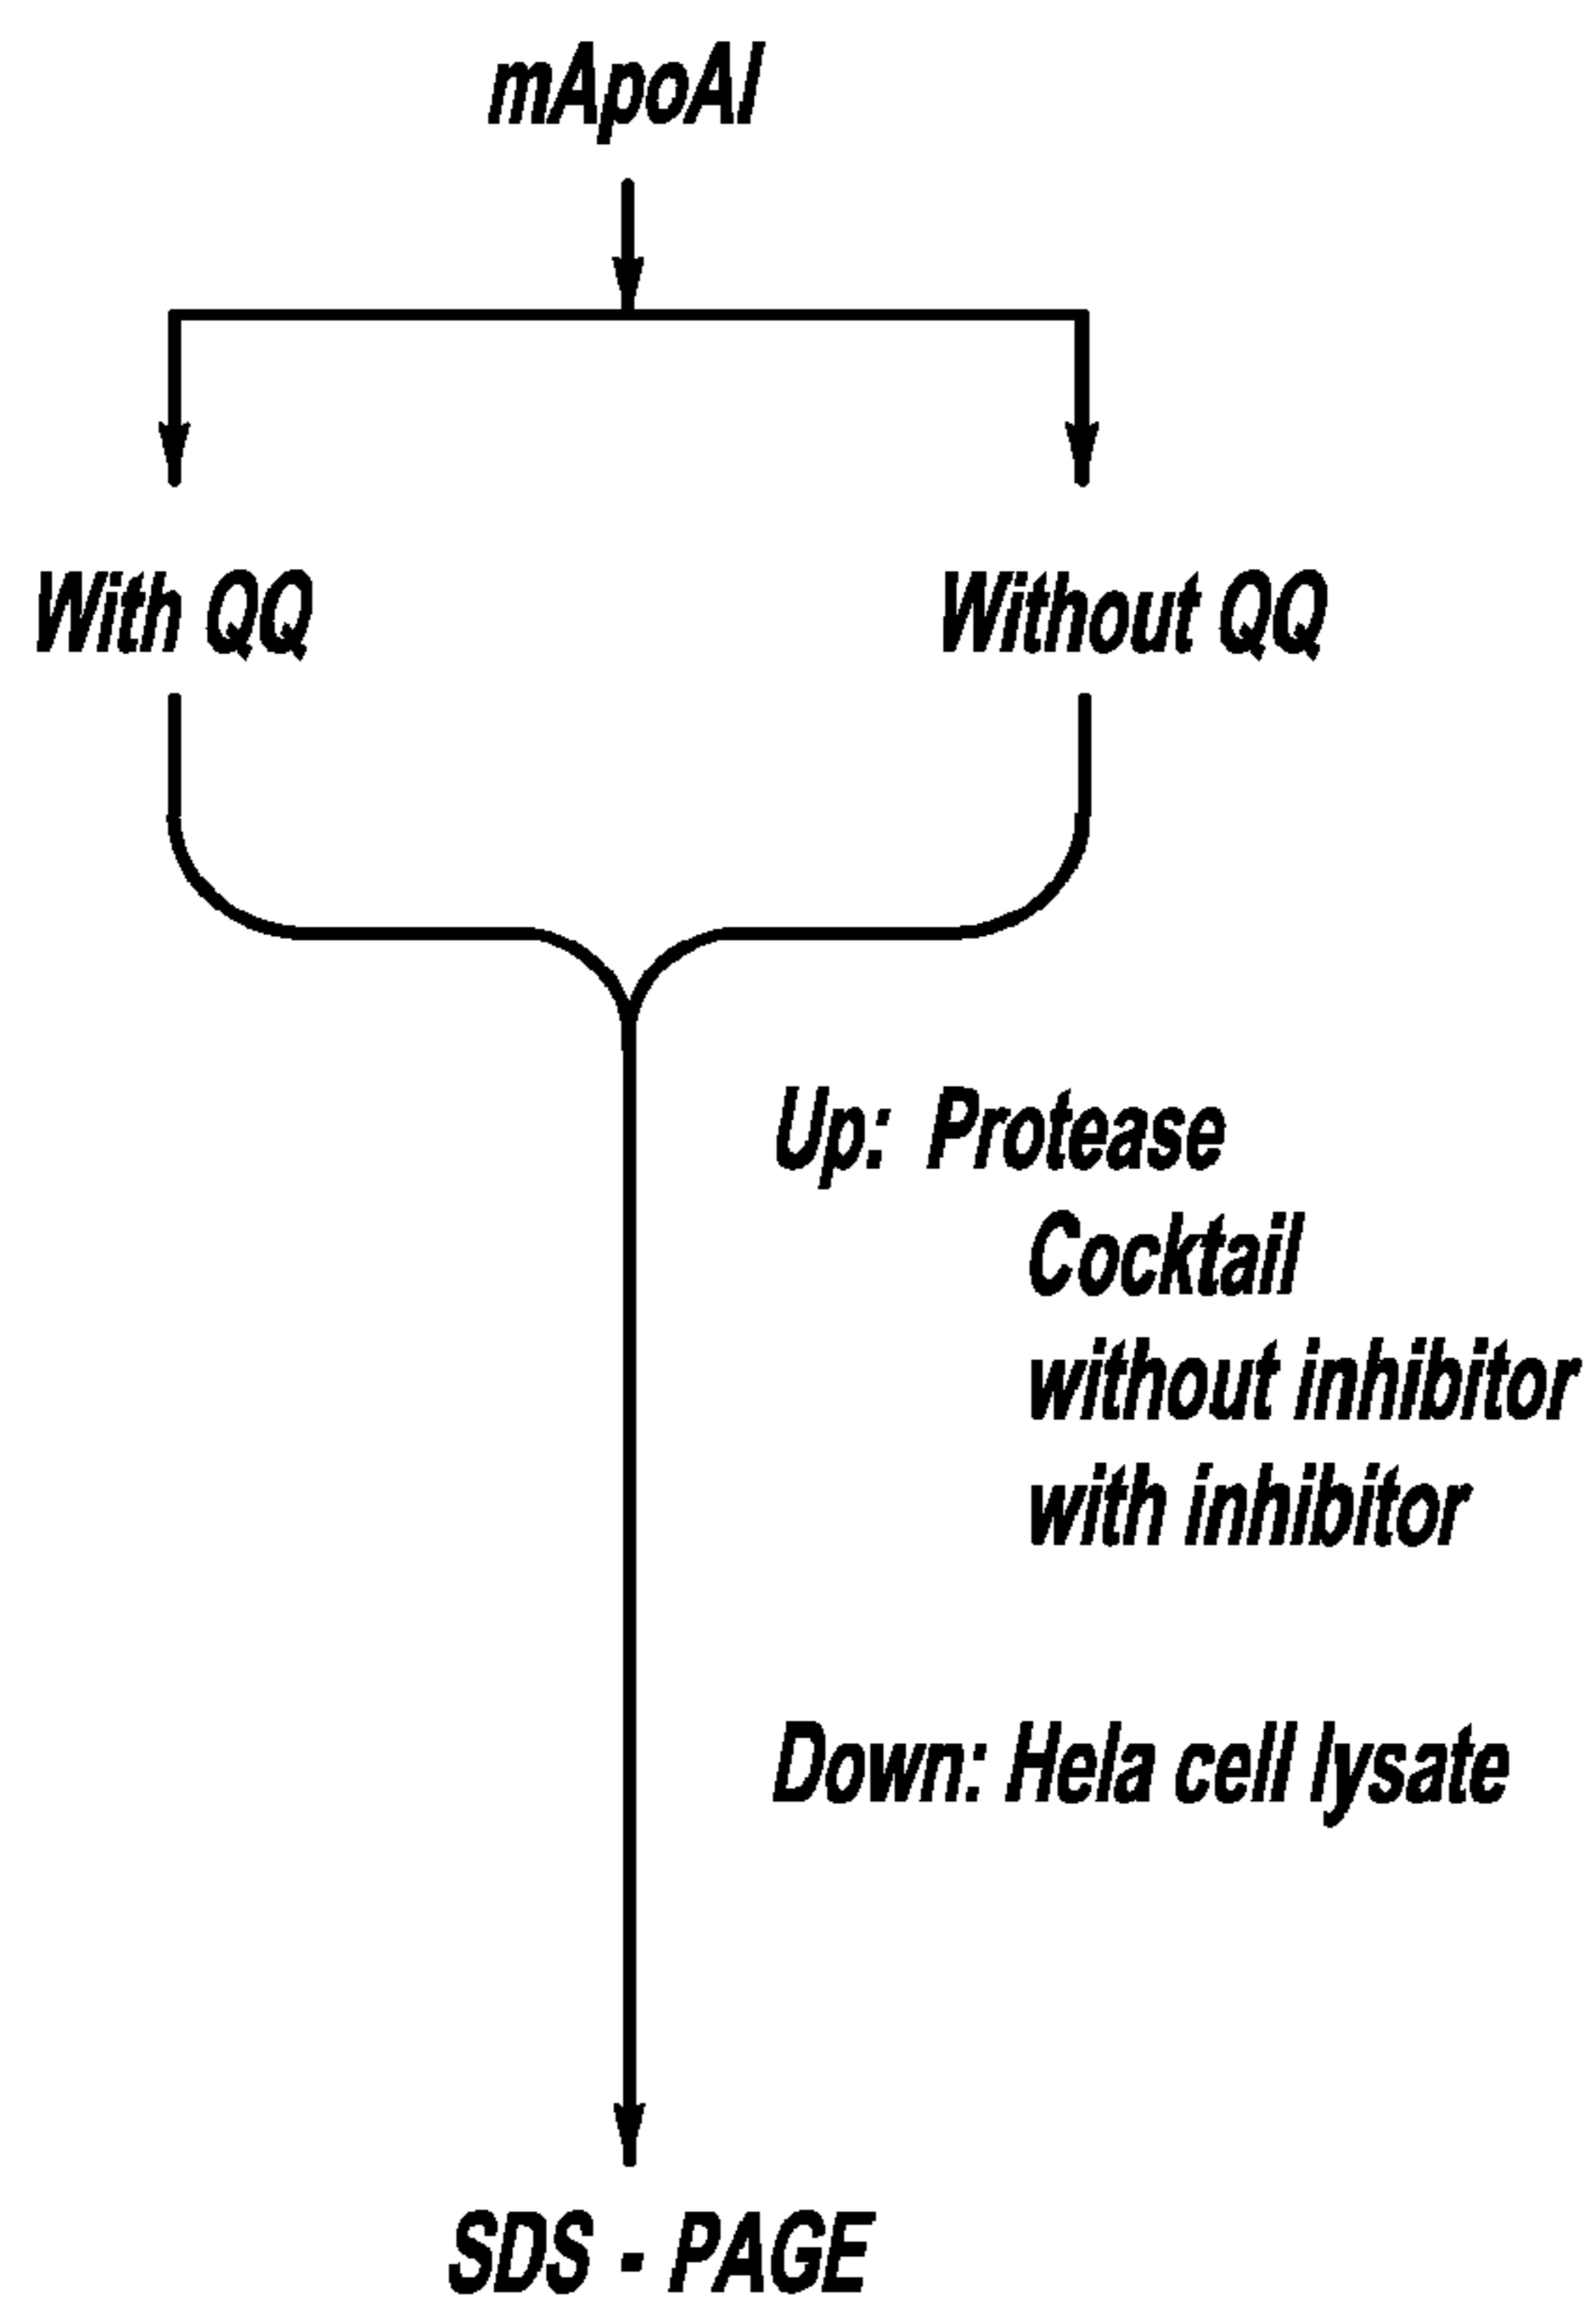 mApoAI
With QQ
Without QQ
Up: Protease
Cocktail
without inhibitor
with inhibitor
Down: Hela cell lysate
SDS - PAGE